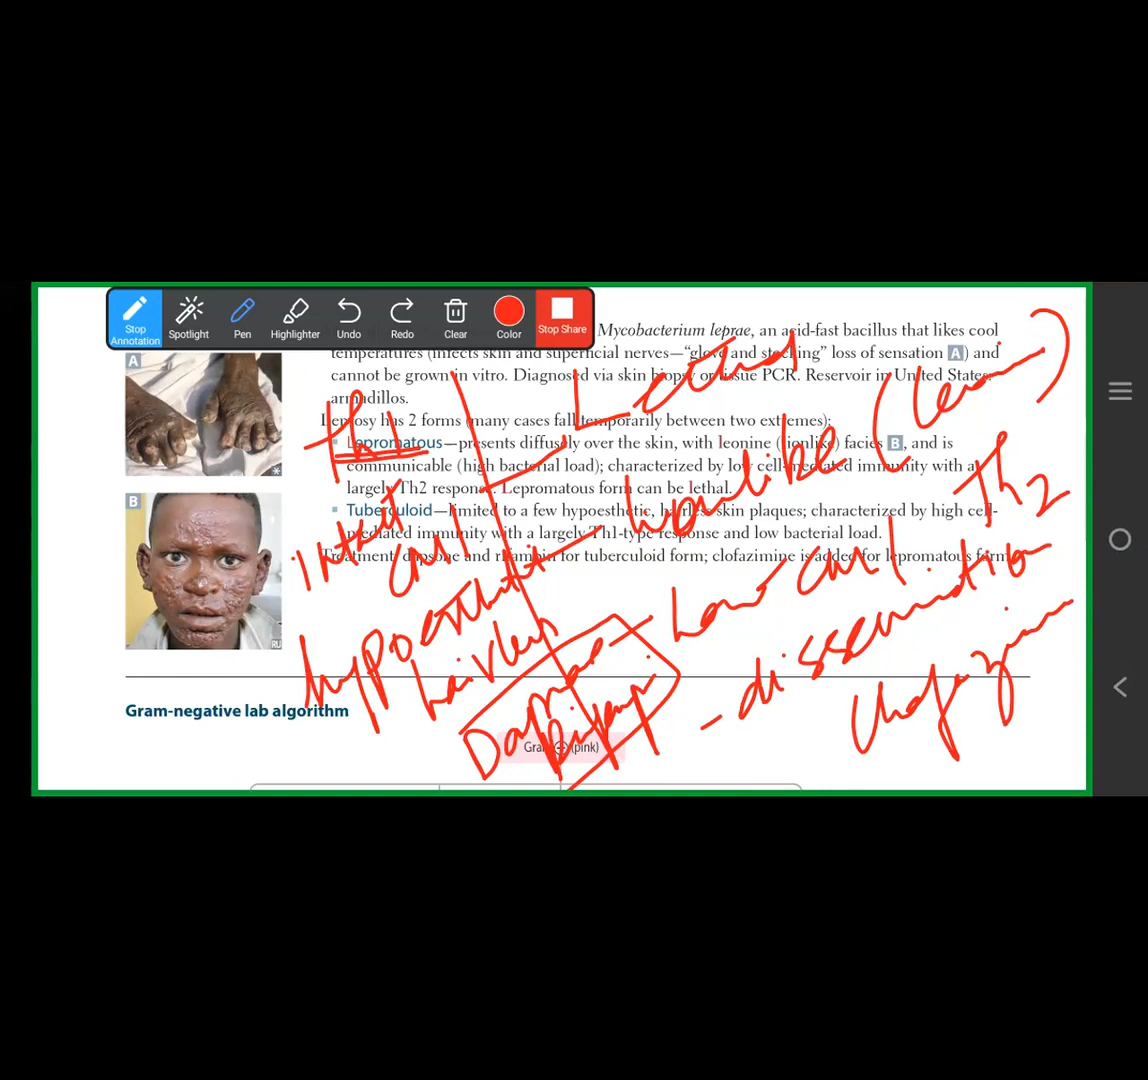 Stop
Annotation
Spotlight
Pen
Highlighter
Undo
Redo
Clear
Color
Stop Share
Mycobacterium leprae, an acid-fast bacillus that likes cool
temperatures (infects skin and superficial nerves—“glove and stocking” loss of sensation A) and
cannot be grown in vitro. Diagnosed via skin biopsy or tissue PCR. Reservoir in United States:
armadillos.
Leprosy has 2 forms (many cases fall temporarily between two extremes):
Lepromatous—presents diffusely over the skin, with leonine (lionlike) facies B, and is
communicable (high bacterial load); characterized by low cell-mediated immunity with a
largely Th2 response. Lepromatous form can be lethal.
Tuberculoid—limited to a few hypoesthetic, hairless skin plaques; characterized by high cell-
mediated immunity with a largely Th1-type response and low bacterial load.
Treatment: dapsone and rifampin for tuberculoid form; clofazimine is added for lepromatous form
A
B
RU
Th1
intact
CMI
hairless
Th2
Low CMI
- dissemination
Gram-negative lab algorithm
Gram (pink)